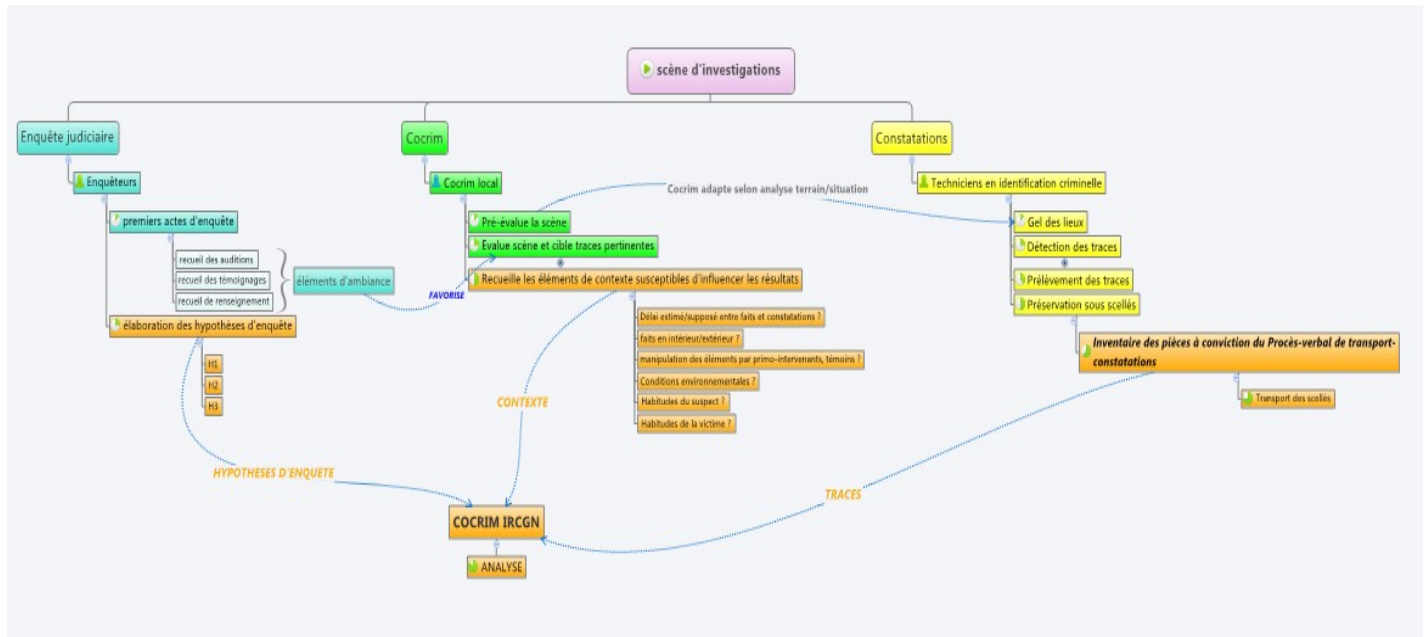 scène d'investigations
Enquête judiciaire
Cocrim
Constatations
Enquêteurs
Cocrim local
Cocrim adapte selon analyse terrain/situation
Techniciens en identification criminelle
premiers actes d'enquête
Pré-évalue la scène
Gel des lieux
Evalue scène et cible traces pertinentes
Détection des traces
recueil des auditions
recueil des témoignages
recueil de renseignement
éléments d'ambiance
FAVORISE
Recueille les éléments de contexte susceptibles d'influencer les résultats
Prélèvement des traces
Préservation sous scellés
élaboration des hypothèses d'enquête
H1
H2
H3
Délai estimé/supposé entre faits et constatations ?
faits en intérieur/extérieur ?
manipulation des éléments par primo-intervenants, témoins ?
Conditions environnementales ?
Habitudes du suspect ?
Habitudes de la victime ?
Inventaire des pièces à conviction du Procès-verbal de transport-
constatations
Transport des scellés
CONTEXTE
HYPOTHESES D'ENQUETE
TRACES
COCRIM IRCGN
ANALYSE